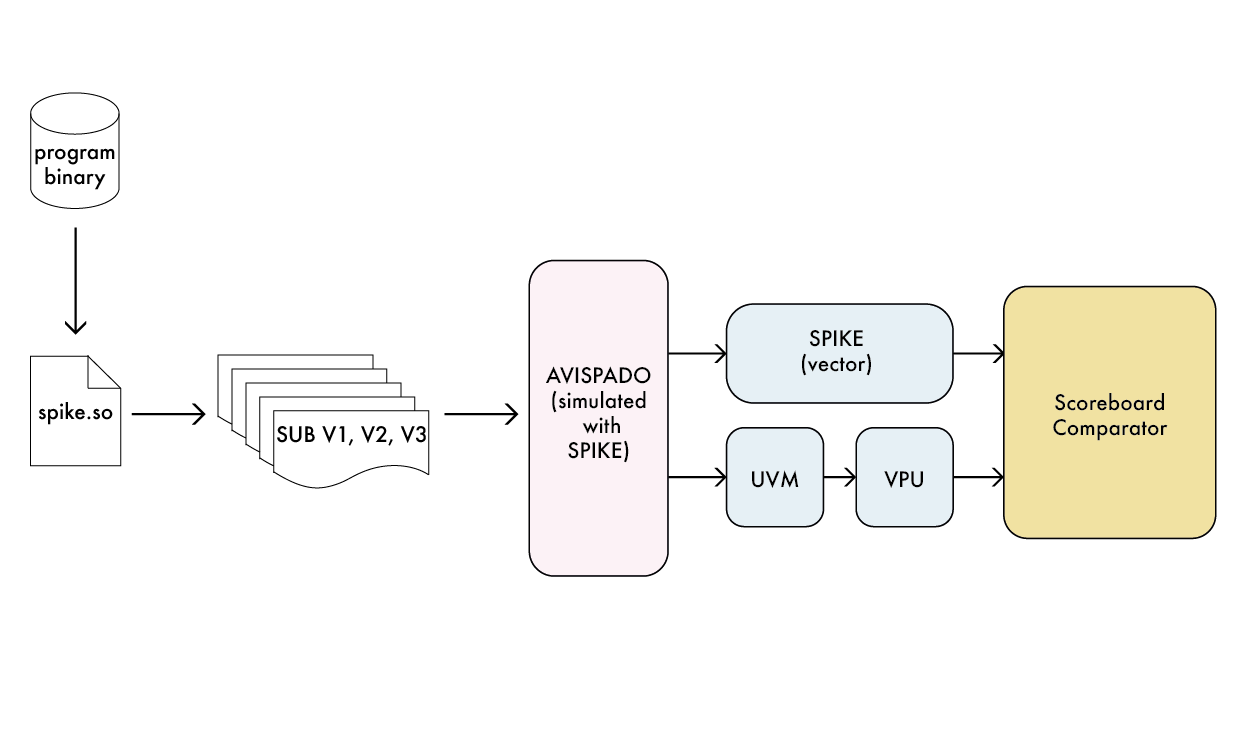 program
binary
spike.so
SUB V1, V2, V3
AVISPADO
(simulated
with
SPIKE)
SPIKE
(vector)
UVM
VPU
Scoreboard
Comparator